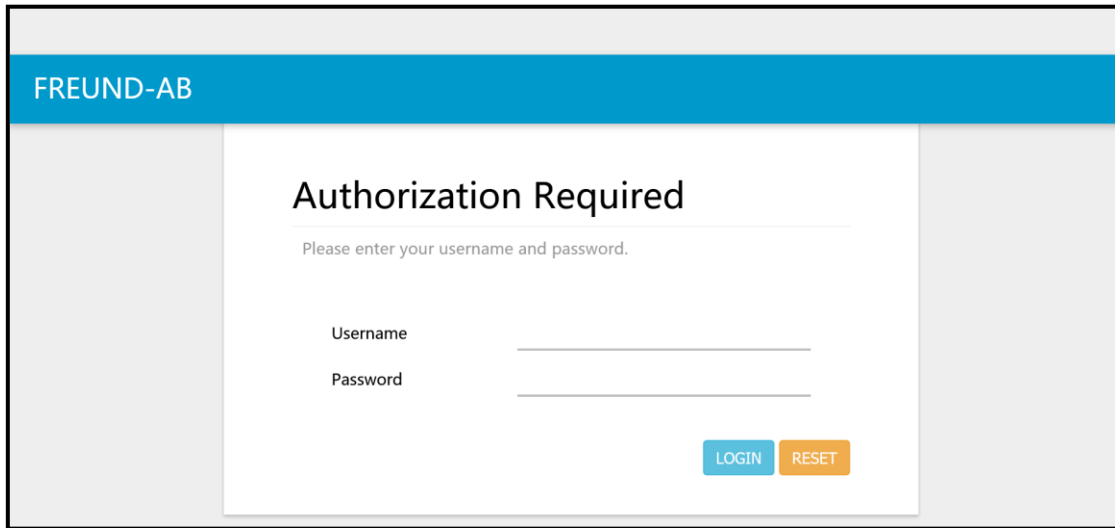 FREUND-AB
Authorization Required
Please enter your username and password.
Username
Password
LOGIN RESET